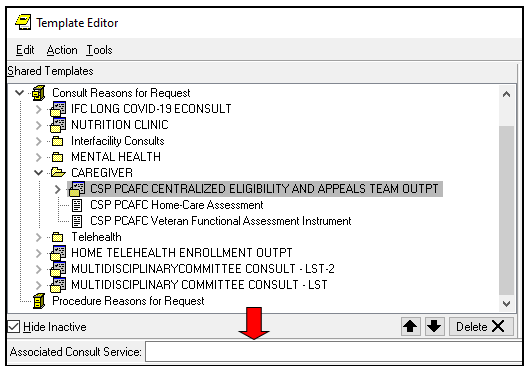 Template Editor
Edit Action Tools
Shared Templates
Consult Reasons for Request
IFC LONG COVID-19 ECONSULT
NUTRITION CLINIC
Interfacility Consults
MENTAL HEALTH
CAREGIVER
CSP PCAFC CENTRALIZED ELIGIBILITY AND APPEALS TEAM OUTPT
CSP PCAFC Home-Care Assessment
CSP PCAFC Veteran Functional Assessment Instrument
Telehealth
HOME TELEHEALTH ENROLLMENT OUTPT
MULTIDISCIPLINARYCOMMITTEE CONSULT - LST-2
MULTIDISCIPLINARY COMMITTEE CONSULT - LST
Procedure Reasons for Request
Hide Inactive Delete
Associated Consult Service: